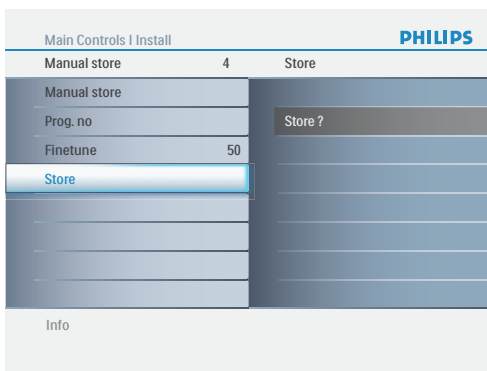 Main Controls I Install
PHILIPS
Manual store 4 Store
Manual store
Prog. no Store ?
Finetune 50
Store
Info